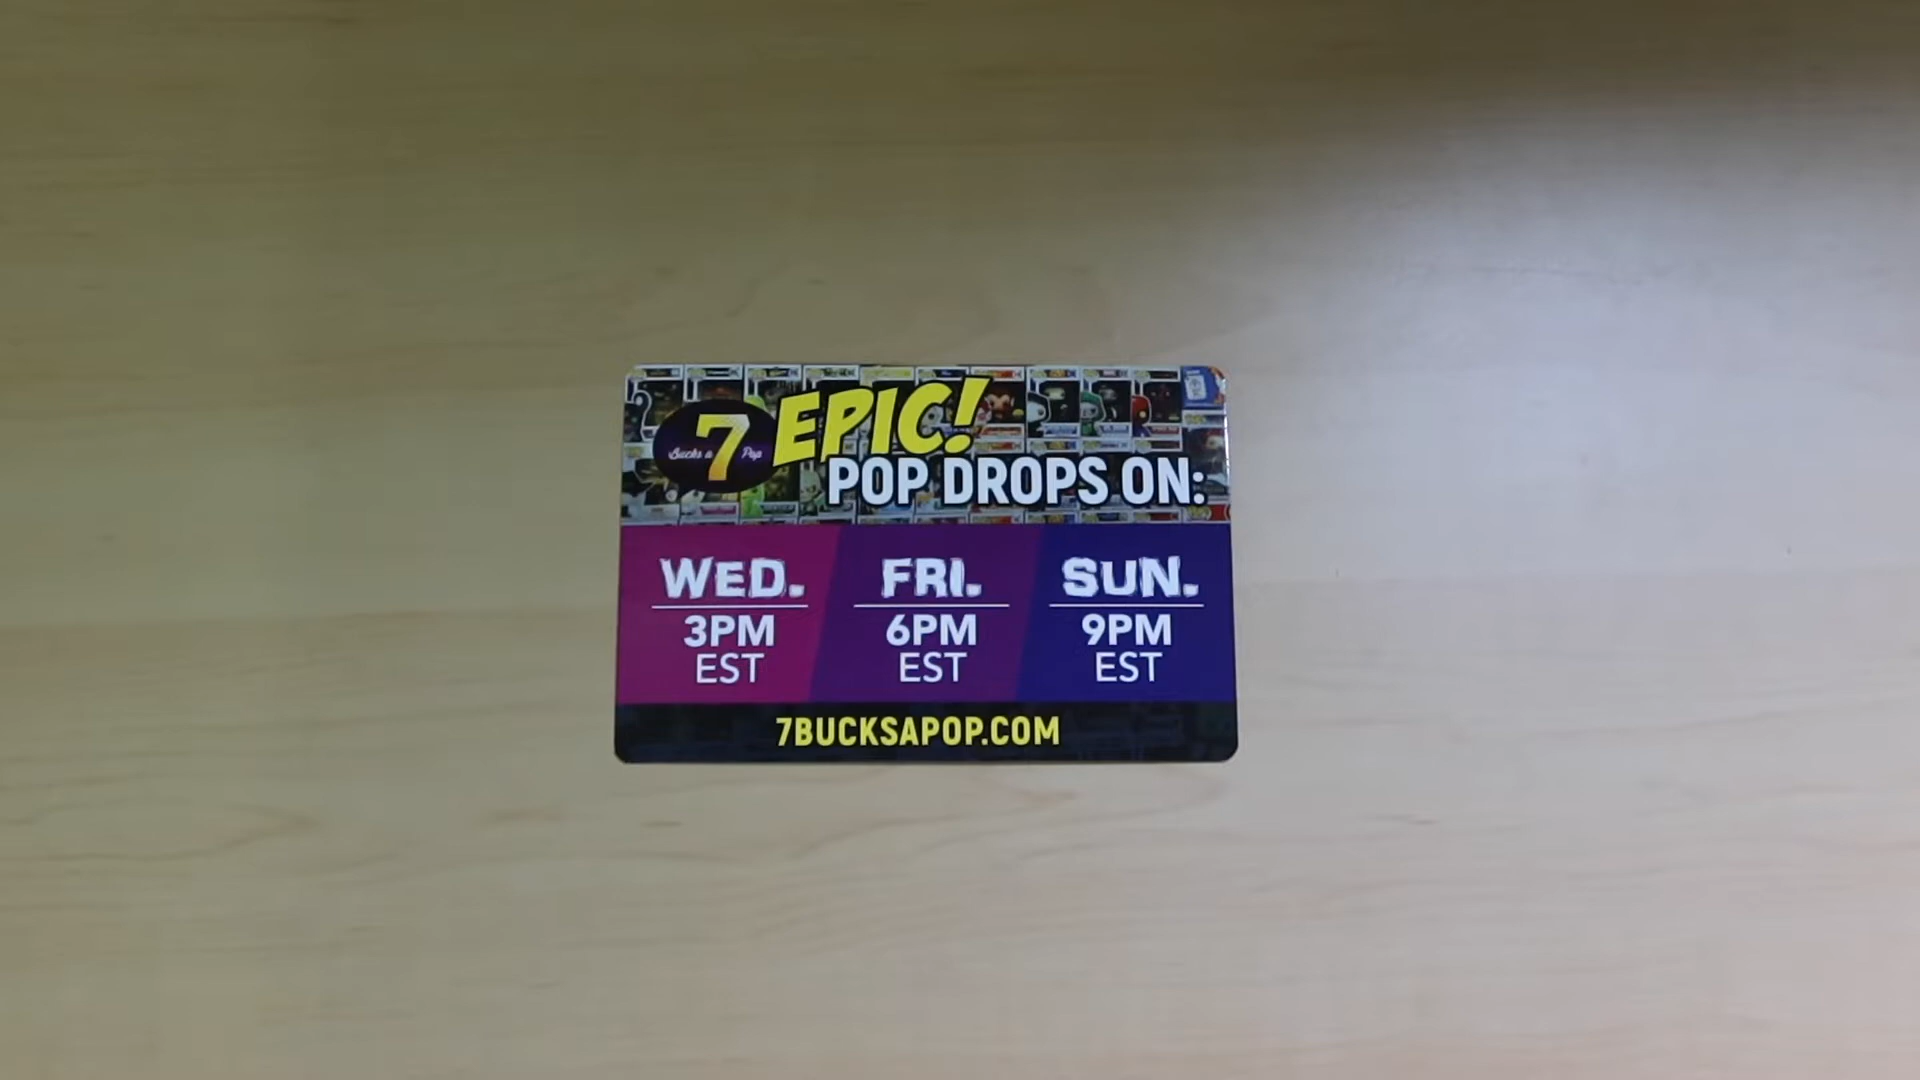 7
Bucks a Pop
EPIC!
POP DROPS ON:
WED.
3PM
EST
FRI.
6PM
EST
SUN.
9PM
EST
7BUCKSAPOP.COM